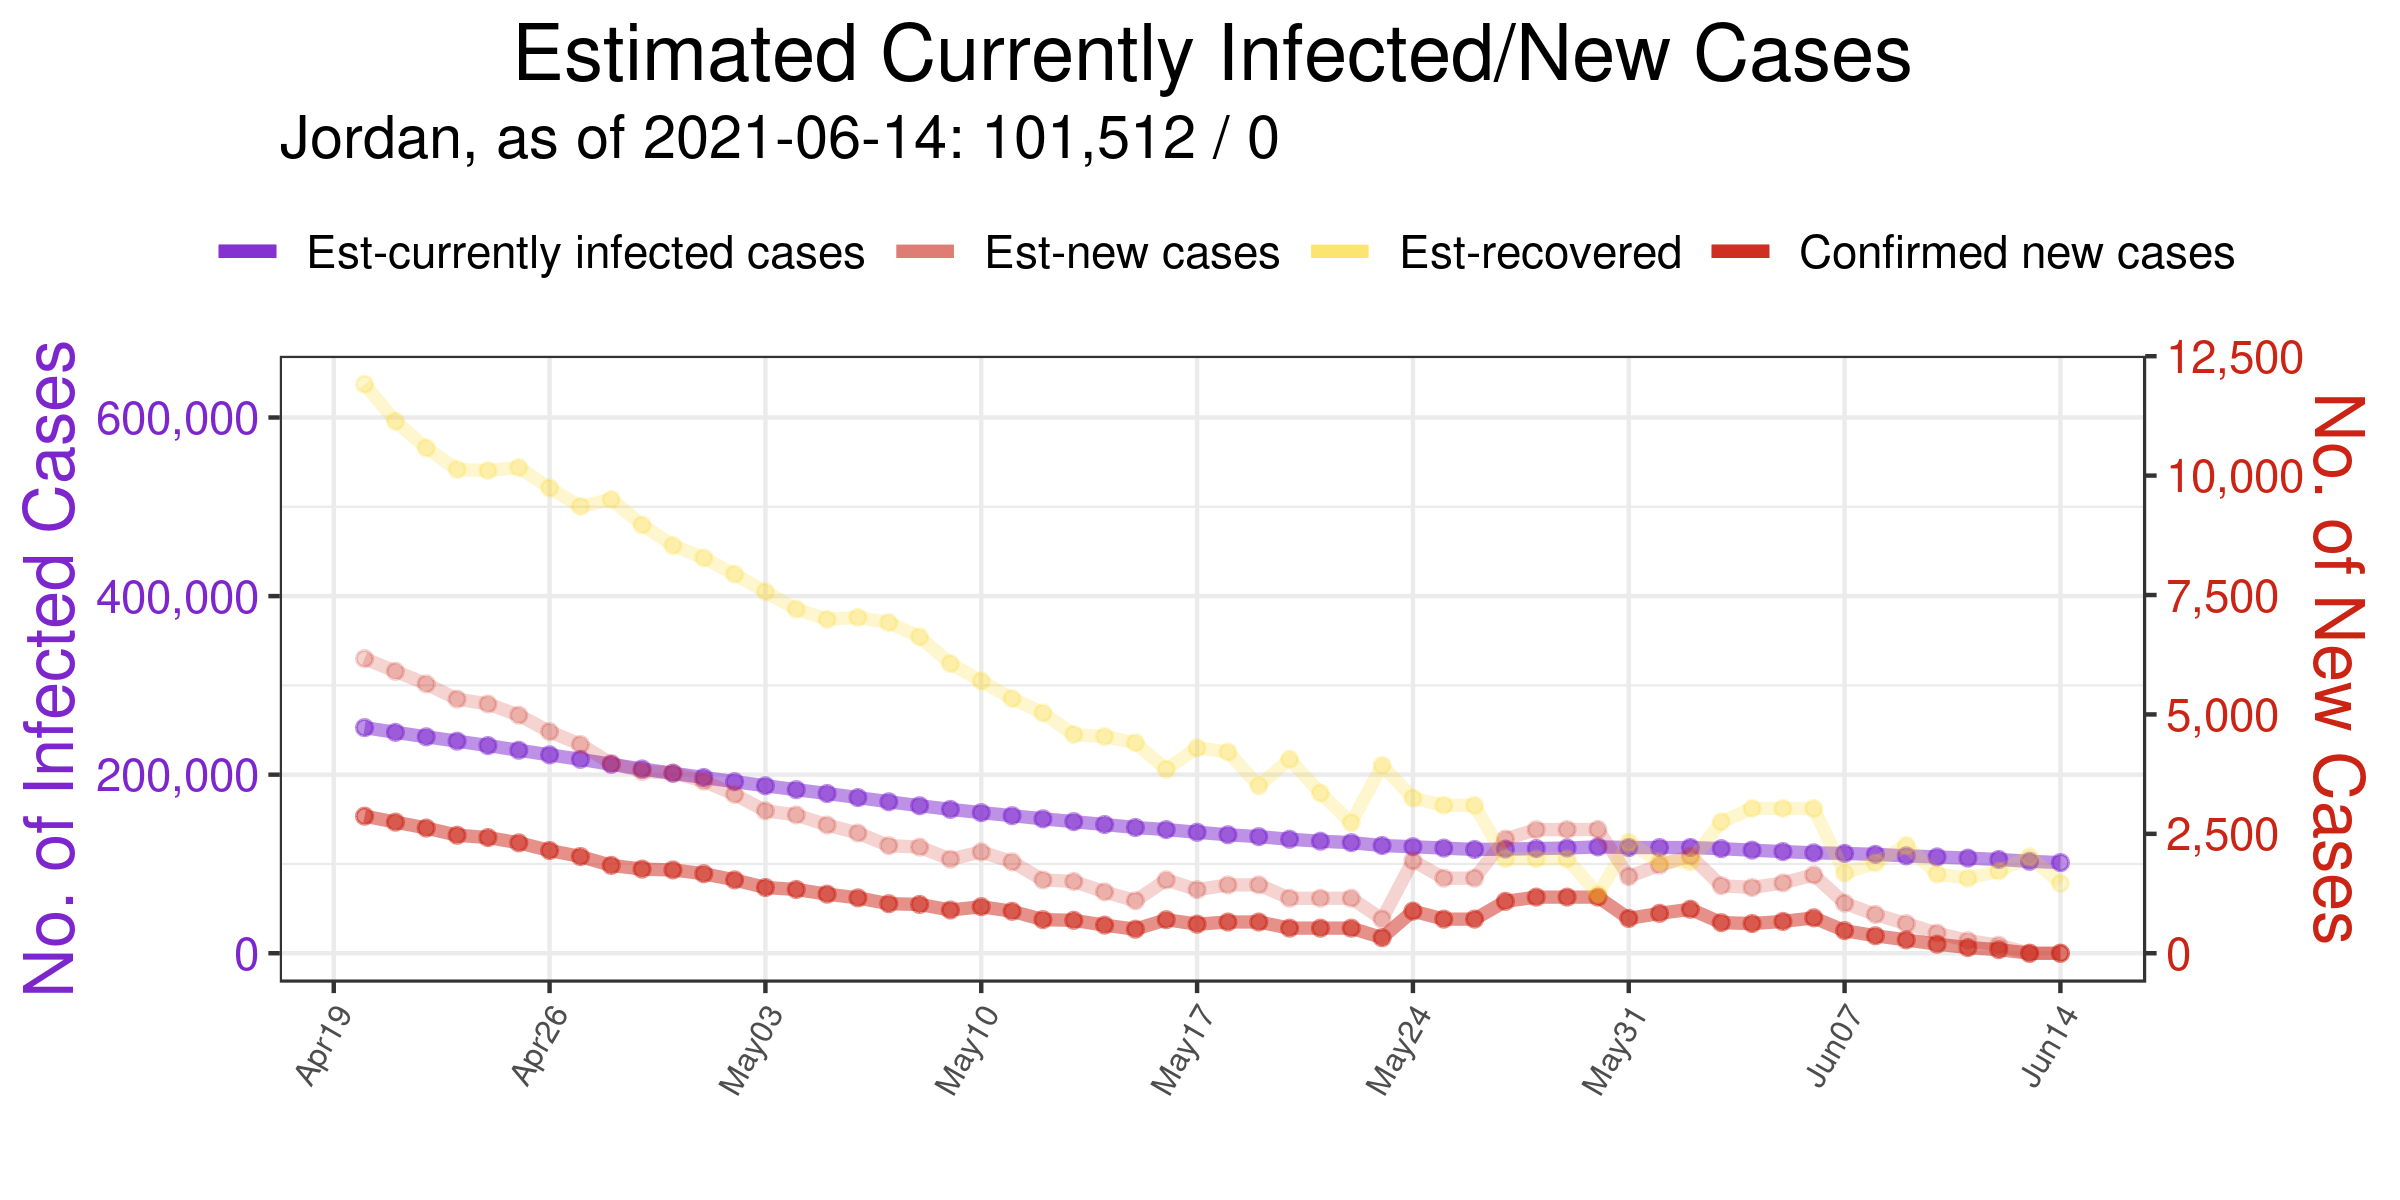 Estimated Currently Infected/New Cases
Jordan, as of 2021-06-14: 101,512 / 0
Est-currently infected cases Est-new cases Est-recovered Confirmed new cases
No. of Infected Cases
600,000
400,000
200,000
0
12,500
10,000
7,500
5,000
2,500
0
No. of New Cases
Apr19 Apr26 May03 May10 May17 May24 May31 Jun07 Jun14